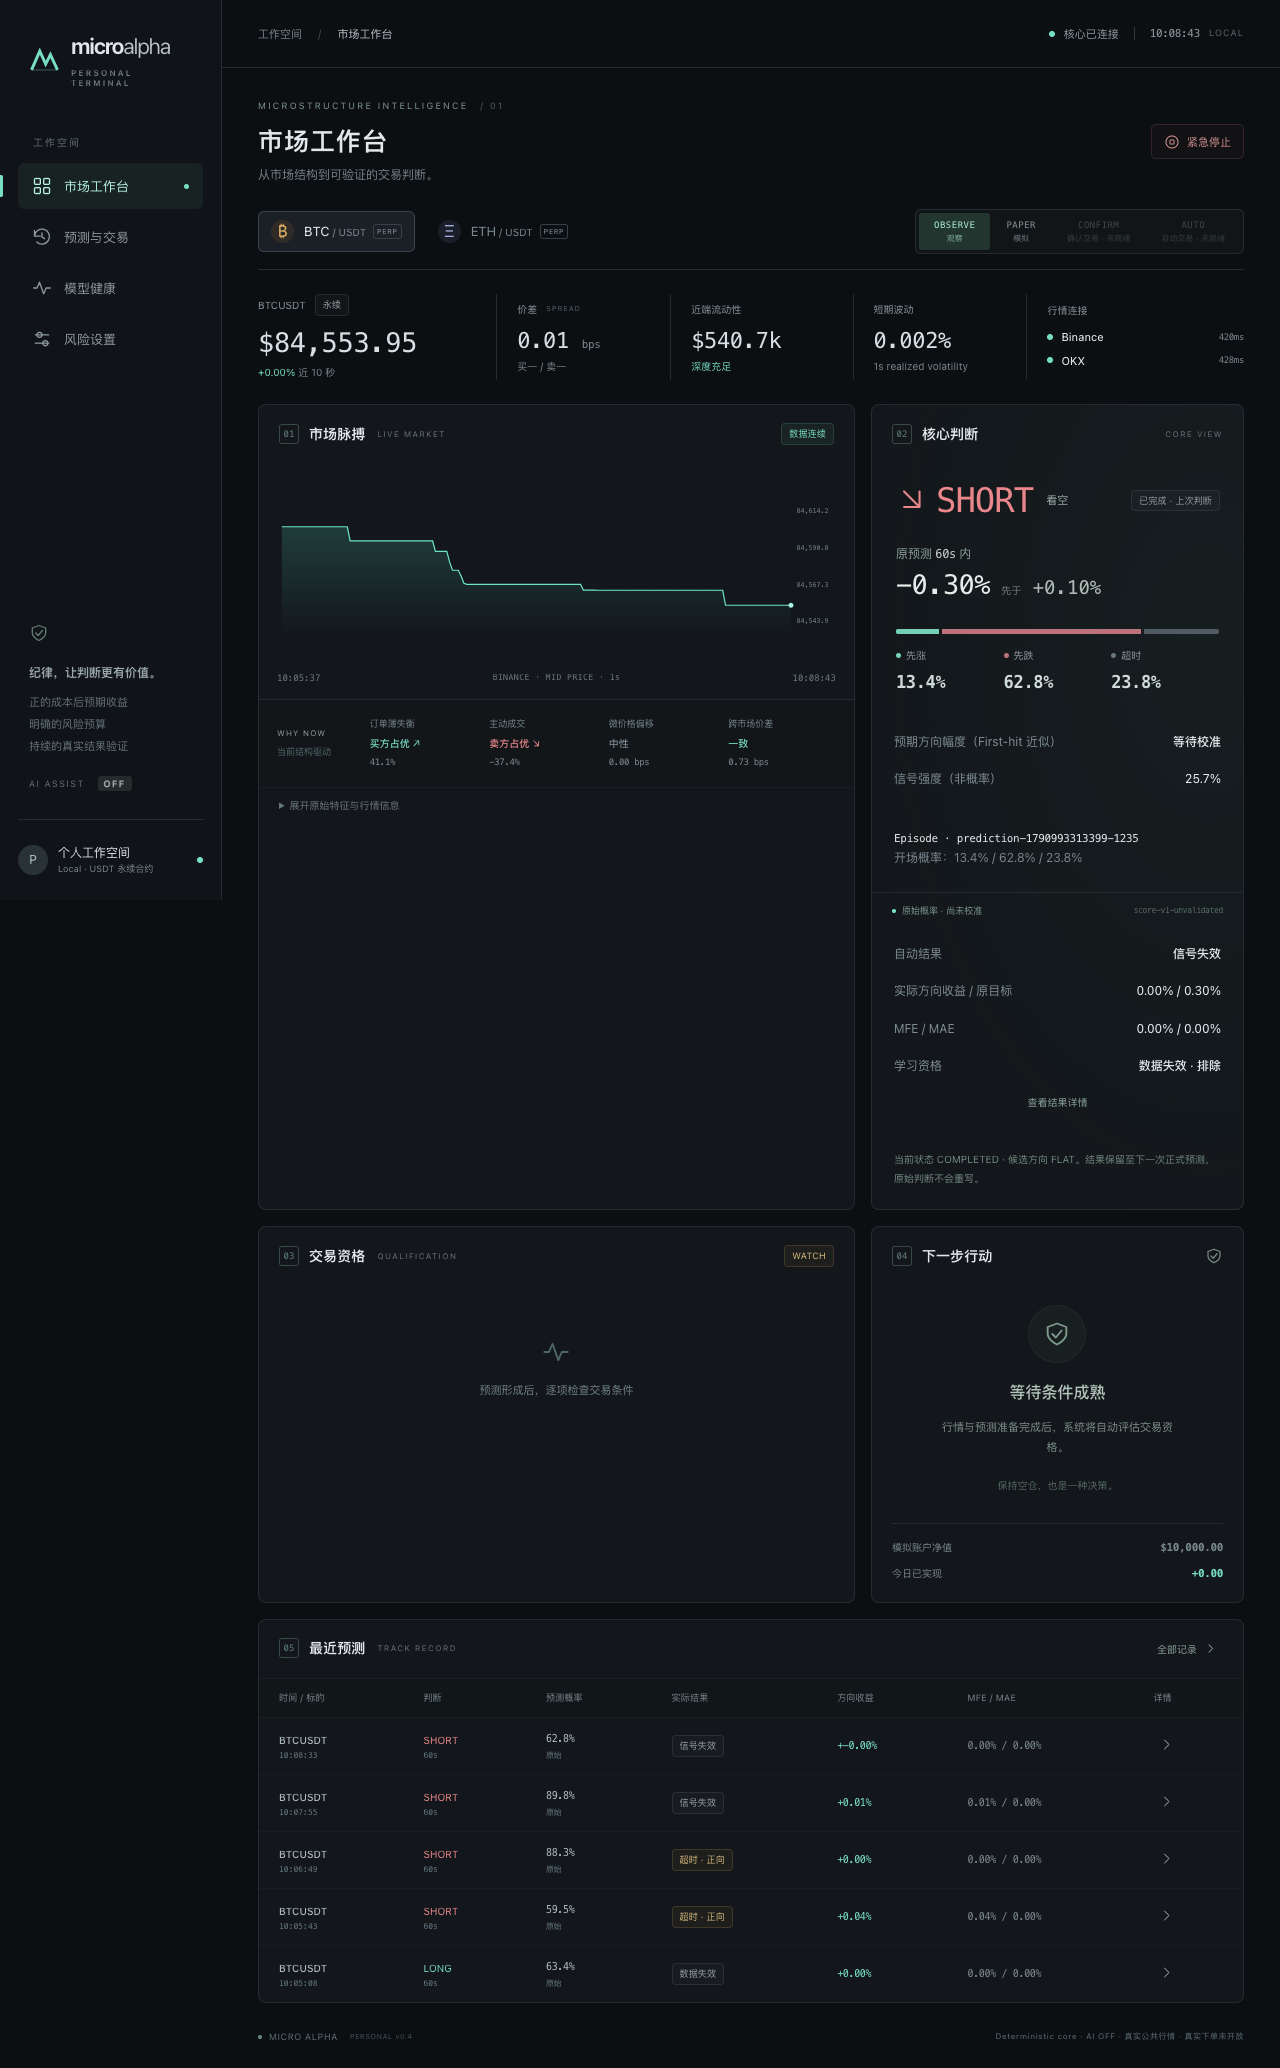 microalpha
PERSONAL
TERMINAL
工作空间
市场工作台
预测与交易
模型健康
风险设置
纪律，让判断更有价值。
正的成本后预期收益
明确的风险预算
持续的真实结果验证
AI ASSIST OFF
P 个人工作空间
Local · USDT 永续合约
工作空间 / 市场工作台
核心已连接 10:08:43 LOCAL
MICROSTRUCTURE INTELLIGENCE / 01
市场工作台
紧急停止
从市场结构到可验证的交易判断。
BTC / USDT PERP
ETH / USDT PERP
OBSERVE PAPER CONFIRM AUTO
观察 模拟 确认交易 · 未就绪 自动交易 · 未就绪
BTCUSDT 永续
$84,553.95
+0.00% 近 10 秒
价差 SPREAD
0.01 bps
买一 / 卖一
近端流动性
$540.7k
深度充足
短期波动
0.002%
1s realized volatility
行情连接
Binance 420ms
OKX 428ms
01 市场脉搏 LIVE MARKET 数据连续
84,614.2
84,590.8
84,567.3
84,543.9
10:05:37 BINANCE · MID PRICE · 1s 10:08:43
WHY NOW
当前结构驱动
订单簿失衡
买方占优 ↗
41.1%
主动成交
卖方占优 ↘
−37.4%
微价格偏移
中性
0.00 bps
跨市场价差
一致
0.73 bps
▶ 展开原始特征与行情信息
02 核心判断 CORE VIEW
SHORT 看空 已完成 · 上次判断
原预测 60s 内
−0.30% 先于 +0.10%
先涨 先跌 超时
13.4% 62.8% 23.8%
预期方向幅度（First-hit 近似） 等待校准
信号强度（非概率） 25.7%
Episode · prediction-1790993313399-1235
开场概率：13.4% / 62.8% / 23.8%
原始概率 · 尚未校准 score-v1-unvalidated
自动结果 信号失效
实际方向收益 / 原目标 0.00% / 0.30%
MFE / MAE 0.00% / 0.00%
学习资格 数据失效 · 排除
查看结果详情
当前状态 COMPLETED · 候选方向 FLAT。结果保留至下一次正式预测，
原始判断不会重写。
03 交易资格 QUALIFICATION WATCH
预测形成后，逐项检查交易条件
04 下一步行动
等待条件成熟
行情与预测准备完成后，系统将自动评估交易资
格。
保持空仓，也是一种决策。
模拟账户净值 $10,000.00
今日已实现 +0.00
05 最近预测 TRACK RECORD 全部记录
时间 / 标的 判断 预测概率 实际结果 方向收益 MFE / MAE 详情
BTCUSDT SHORT 62.8% 信号失效 +−0.00% 0.00% / 0.00%
10:08:33 60s 原始
BTCUSDT SHORT 89.8% 信号失效 +0.01% 0.01% / 0.00%
10:07:55 60s 原始
BTCUSDT SHORT 88.3% 超时 · 正向 +0.00% 0.00% / 0.00%
10:06:49 60s 原始
BTCUSDT SHORT 59.5% 超时 · 正向 +0.04% 0.04% / 0.00%
10:05:43 60s 原始
BTCUSDT LONG 63.4% 数据失效 +0.00% 0.00% / 0.00%
10:05:08 60s 原始
MICRO ALPHA PERSONAL v0.4
Deterministic core · AI OFF · 真实公共行情 · 真实下单未开放